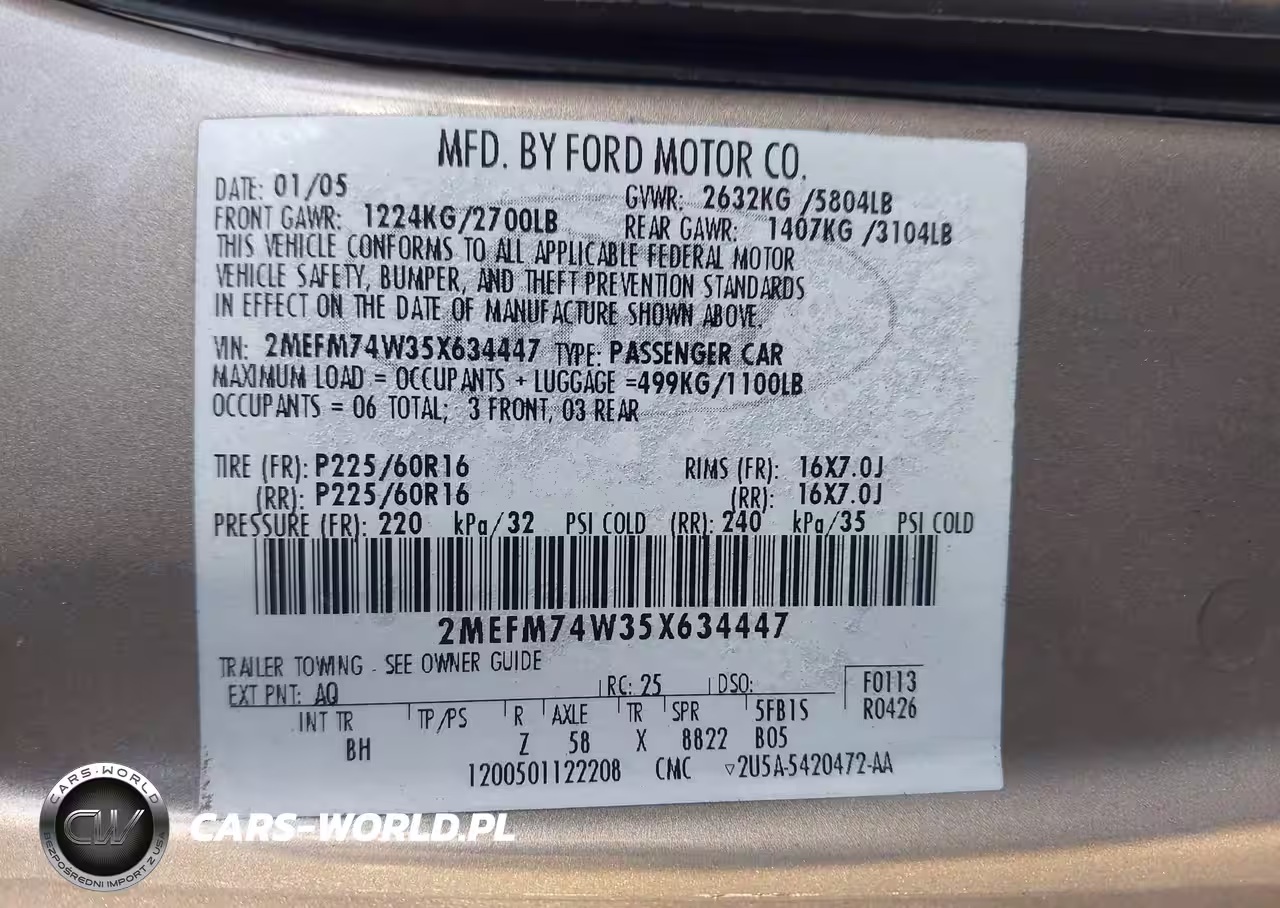 MFD. BY FORD MOTOR CO.
DATE: 01/05 GVWR: 2632KG /5804LB
FRONT GAWR: 1224KG/2700LB REAR GAWR: 1407KG /3104LB
THIS VEHICLE CONFORMS TO ALL APPLICABLE FEDERAL MOTOR
VEHICLE SAFETY, BUMPER, AND THEFT PREVENTION STANDARDS
IN EFFECT ON THE DATE OF MANUFACTURE SHOWN ABOVE.
VIN: 2MEFM74W35X634447 TYPE: PASSENGER CAR
MAXIMUM LOAD = OCCUPANTS + LUGGAGE =499KG/1100LB
OCCUPANTS = 06 TOTAL; 3 FRONT, 03 REAR
TIRE (FR): P225/60R16 RIMS (FR): 16X7.0J
(RR): P225/60R16 (RR): 16X7.0J
PRESSURE (FR): 220 kPa/32 PSI COLD (RR): 240 kPa/35 PSI COLD
2MEFM74W35X634447
TRAILER TOWING - SEE OWNER GUIDE
EXT PNT: AQ RC: 25 DSO: F0113
INT TR TP/PS R AXLE TR SPR 5FB1S R0426
BH Z 58 X 8822 B05
1200501122208 CMC ▽2U5A-5420472-AA
CARS-WORLD
CW
BEZPOŚREDNI IMPORT Z USA
CARS-WORLD.PL